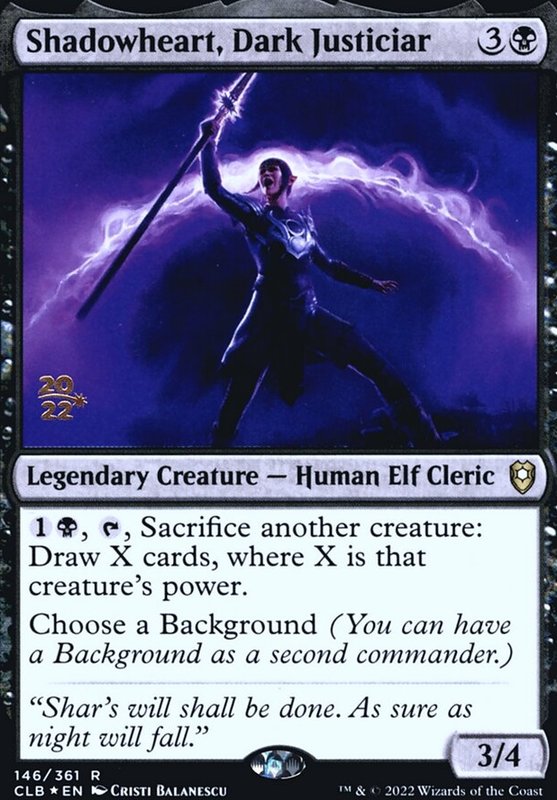 Shadowheart, Dark Justiciar 3
20
22
Legendary Creature — Human Elf Cleric
1, , Sacrifice another creature:
Draw X cards, where X is that
creature's power.
Choose a Background (You can have
a Background as a second commander.)
“Shar's will shall be done. As sure as
night will fall.”
3/4
146/361 R
CLB ★ EN Cristi Balanescu
™ & © 2022 Wizards of the Coast